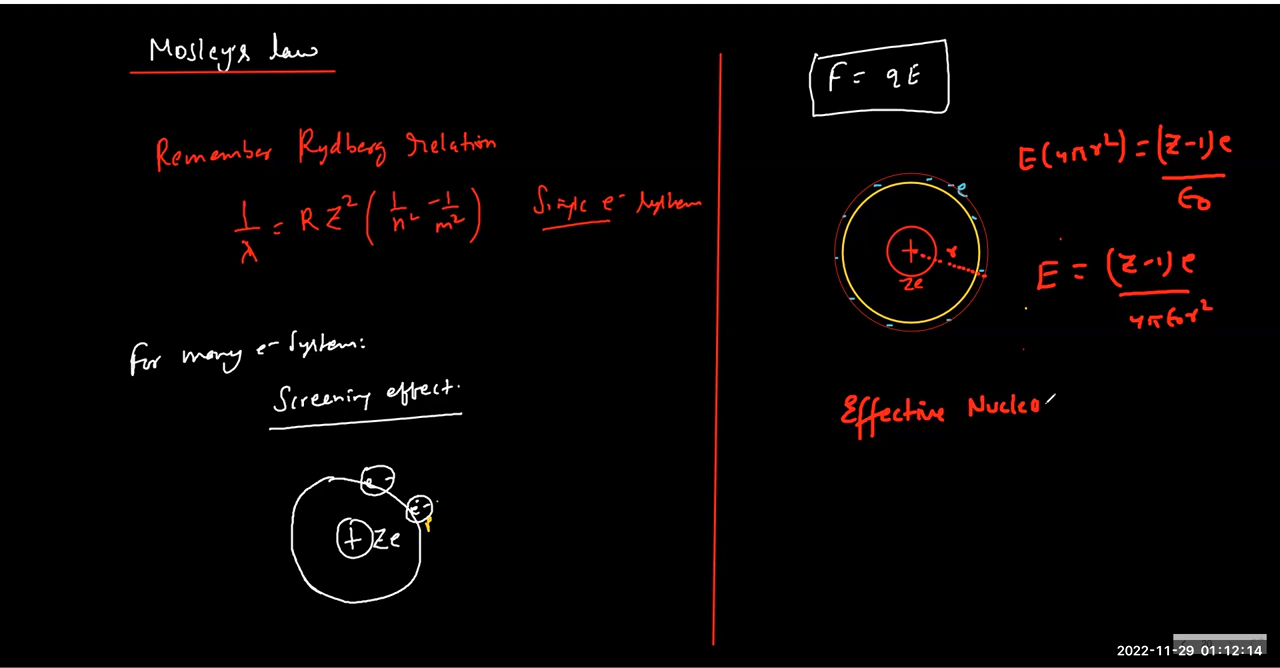 Mosley's law
Remember Rydberg relation
1/λ = R Z² ( 1/n² - 1/m² ) Single e⁻ system
For many e⁻ system:
Screening effect.
e⁻
e⁻
+ Ze
F = qE
E(4πr²) = (Z-1)e / ε0
- e
+ r
Ze
E = (Z-1)e / 4πε0r²
Effective Nucleo
2022-11-29 01:12:14